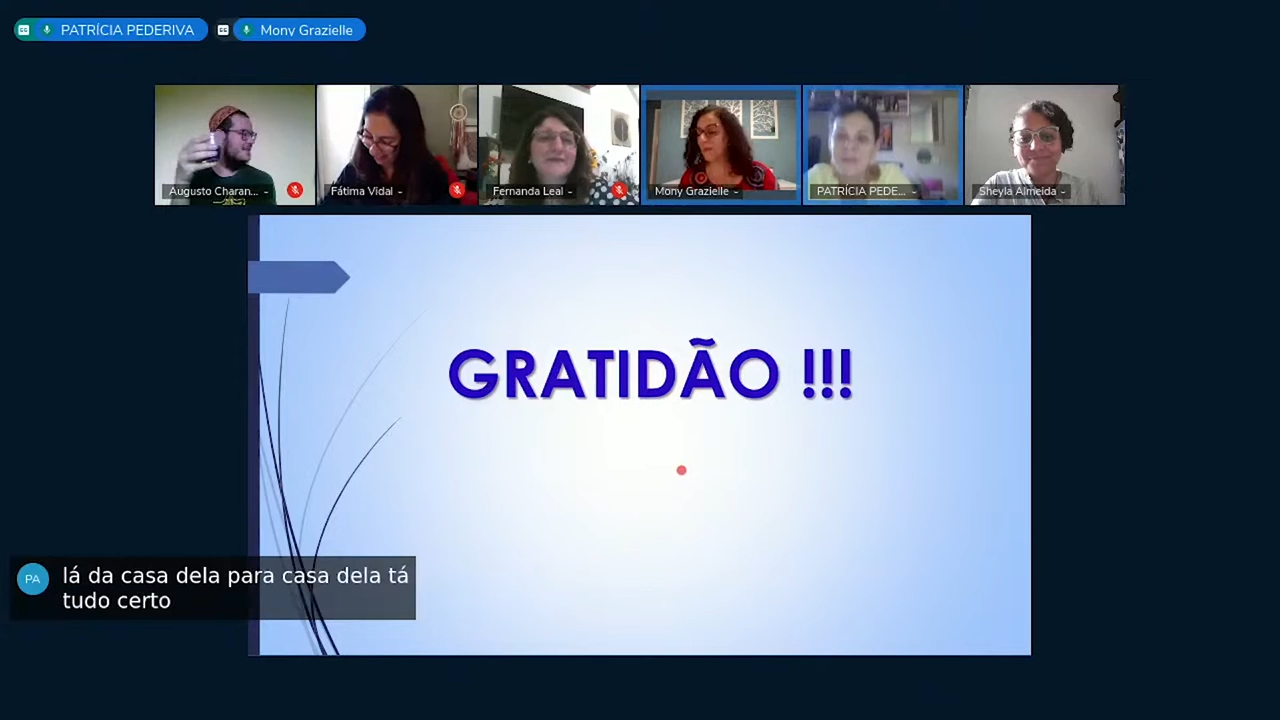 PATRÍCIA PEDERIVA
Mony Grazielle
Augusto Charan...
Fátima Vidal
Fernanda Leal
Mony Grazielle
PATRÍCIA PEDE...
Sheyla Almeida
GRATIDÃO !!!
PA
lá da casa dela para casa dela tá
tudo certo